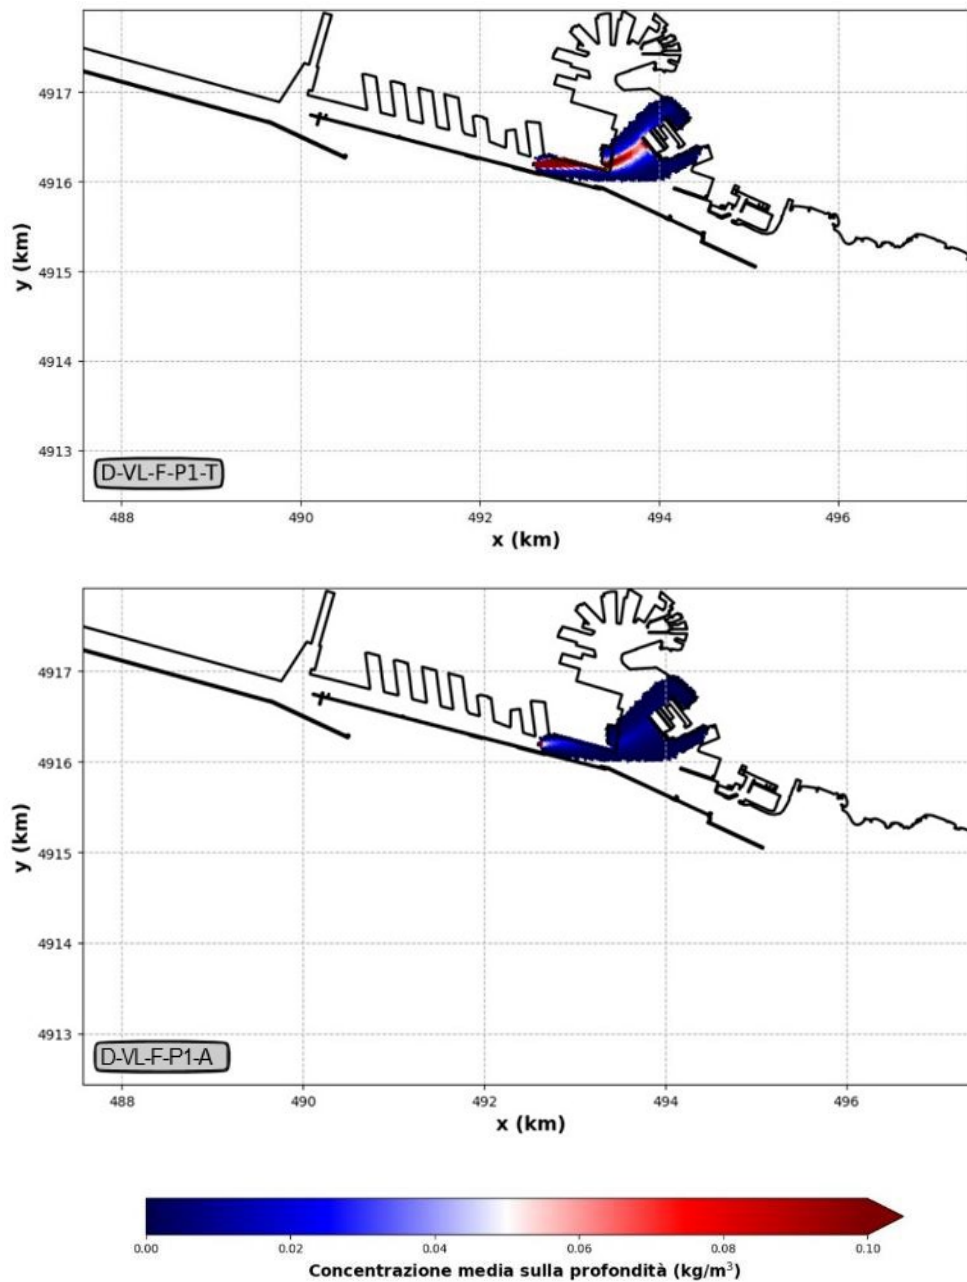 4917
4916
4915
4914
4913
y (km)
D-VL-F-P1-T
488 490 492 494 496
x (km)
4917
4916
4915
4914
4913
y (km)
D-VL-F-P1-A
488 490 492 494 496
x (km)
0.00 0.02 0.04 0.06 0.08 0.10
Concentrazione media sulla profondità (kg/m³)